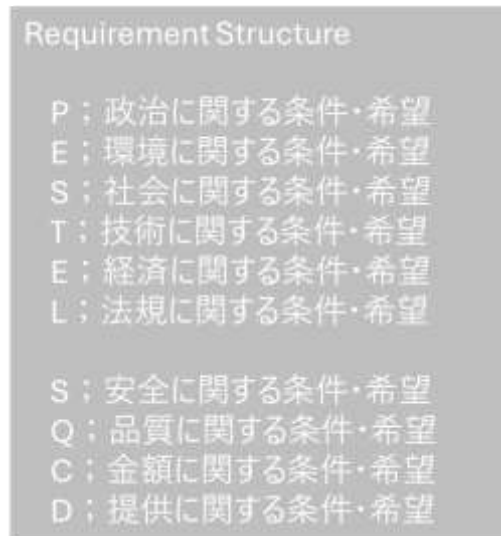 Requirement Structure
P；政治に関する条件・希望
E；環境に関する条件・希望
S；社会に関する条件・希望
T；技術に関する条件・希望
E；経済に関する条件・希望
L；法規に関する条件・希望
S；安全に関する条件・希望
Q；品質に関する条件・希望
C；金額に関する条件・希望
D；提供に関する条件・希望